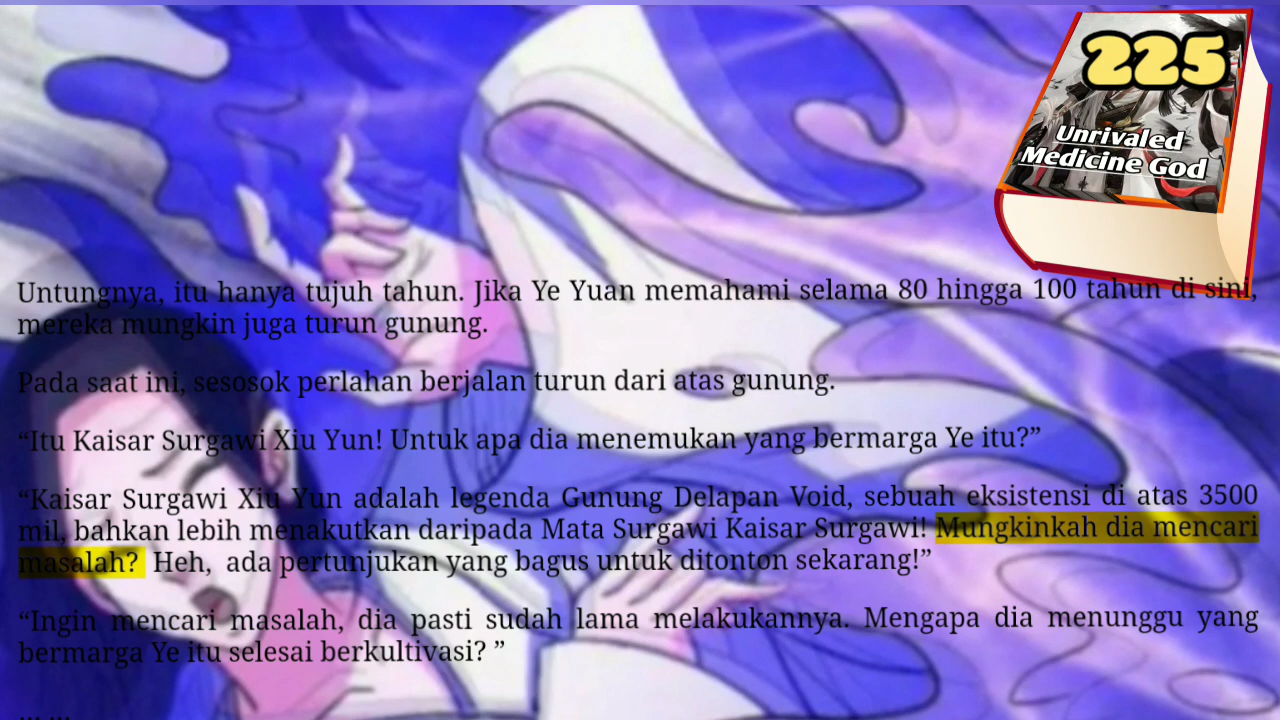 225
Unrivaled
Medicine God
Untungnya, itu hanya tujuh tahun. Jika Ye Yuan memahami selama 80 hingga 100 tahun di sini,
mereka mungkin juga turun gunung.
Pada saat ini, sesosok perlahan berjalan turun dari atas gunung.
“Itu Kaisar Surgawi Xiu Yun! Untuk apa dia menemukan yang bermarga Ye itu?”
“Kaisar Surgawi Xiu Yun adalah legenda Gunung Delapan Void, sebuah eksistensi di atas 3500
mil, bahkan lebih menakutkan daripada Mata Surgawi Kaisar Surgawi! Mungkinkah dia mencari
masalah? Heh, ada pertunjukan yang bagus untuk ditonton sekarang!”
“Ingin mencari masalah, dia pasti sudah lama melakukannya. Mengapa dia menunggu yang
bermarga Ye itu selesai berkultivasi? ”
... ...